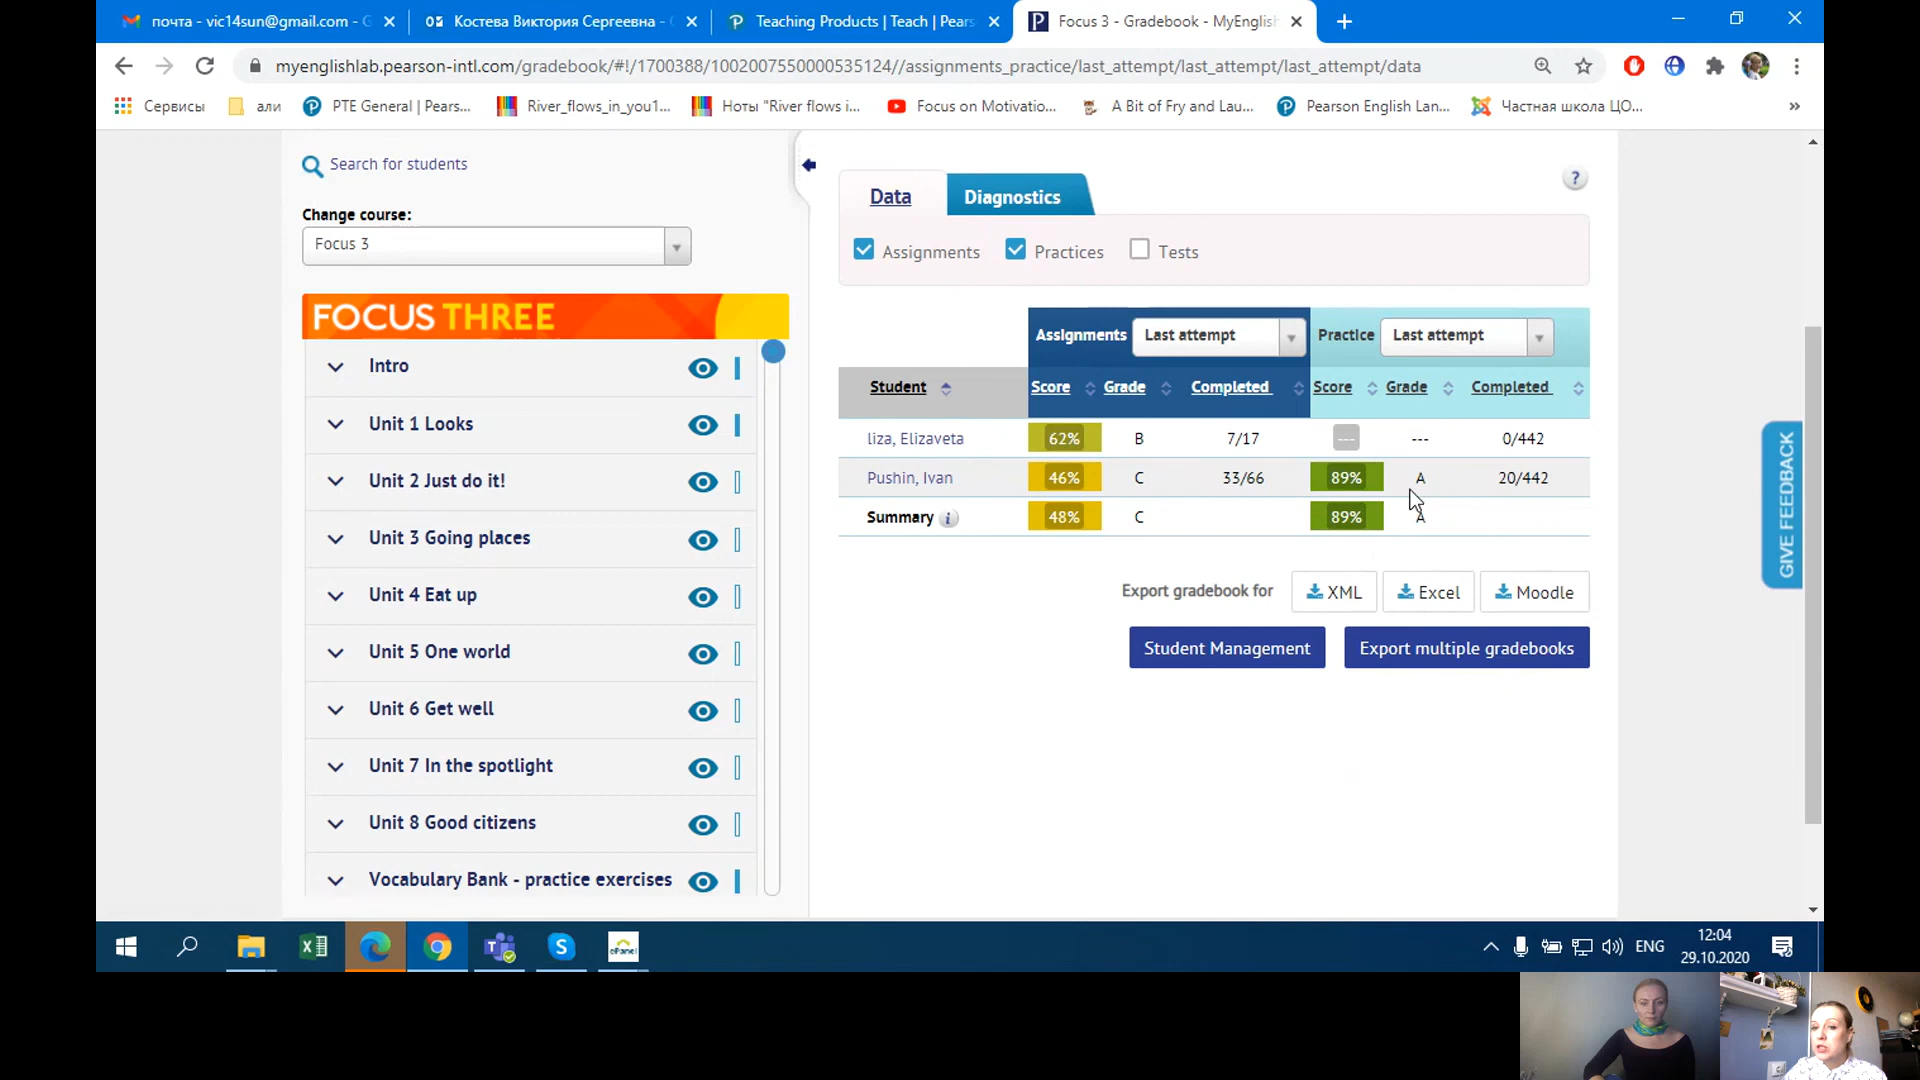 почта - vic14sun@gmail.com - G
Костева Виктория Сергеевна -
Teaching Products | Teach | Pears
Focus 3 - Gradebook - MyEnglish
myenglishlab.pearson-intl.com/gradebook/#!/1700388/1002007550000535124//assignments_practice/last_attempt/last_attempt/last_attempt/data
Сервисы
али
PTE General | Pears...
River_flows_in_you1...
Ноты "River flows i...
Focus on Motivatio...
A Bit of Fry and Lau...
Pearson English Lan...
Частная школа ЦО...
»
Search for students
Change course:
Focus 3
FOCUS THREE
Intro
Unit 1 Looks
Unit 2 Just do it!
Unit 3 Going places
Unit 4 Eat up
Unit 5 One world
Unit 6 Get well
Unit 7 In the spotlight
Unit 8 Good citizens
Vocabulary Bank - practice exercises
Data
Diagnostics
?
Assignments
Practices
Tests
Assignments Last attempt Practice Last attempt
Student Score Grade Completed Score Grade Completed
liza, Elizaveta 62% B 7/17 --- --- 0/442
Pushin, Ivan 46% C 33/66 89% A 20/442
Summary i 48% C 89% A
Export gradebook for XML Excel Moodle
Student Management
Export multiple gradebooks
GIVE FEEDBACK
ePanel
ENG
12:04
29.10.2020